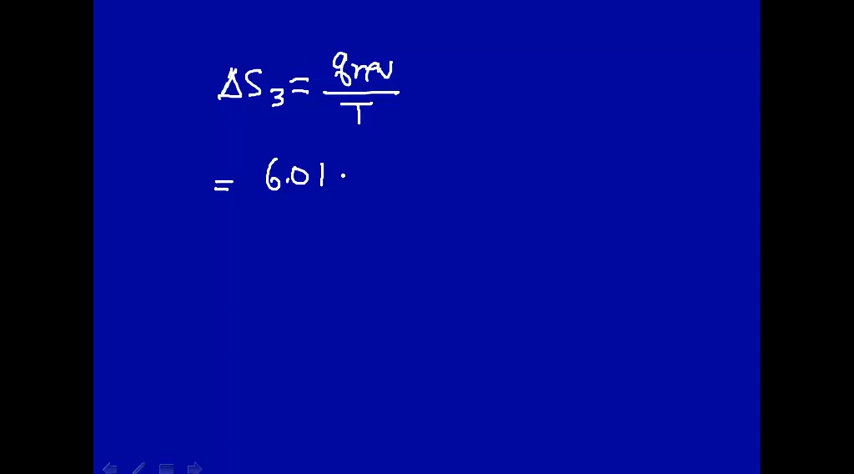 ΔS₃ = qrev / T
= 6.01 ·